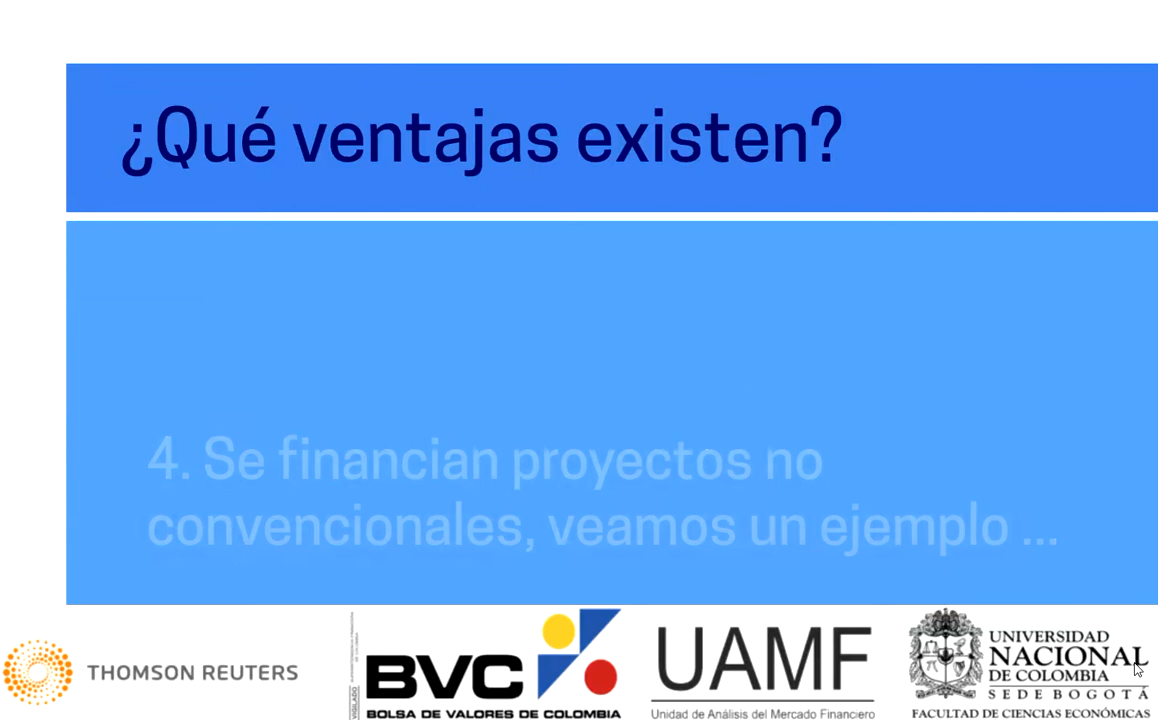 ¿Qué ventajas existen?
4. Se financian proyectos no
convencionales, veamos un ejemplo ...
THOMSON REUTERS
VIGILADO
BVC
BOLSA DE VALORES DE COLOMBIA
UAMF
Unidad de Análisis del Mercado Financiero
UNIVERSIDAD
NACIONAL
DE COLOMBIA
SEDE BOGOTÁ
FACULTAD DE CIENCIAS ECONÓMICAS